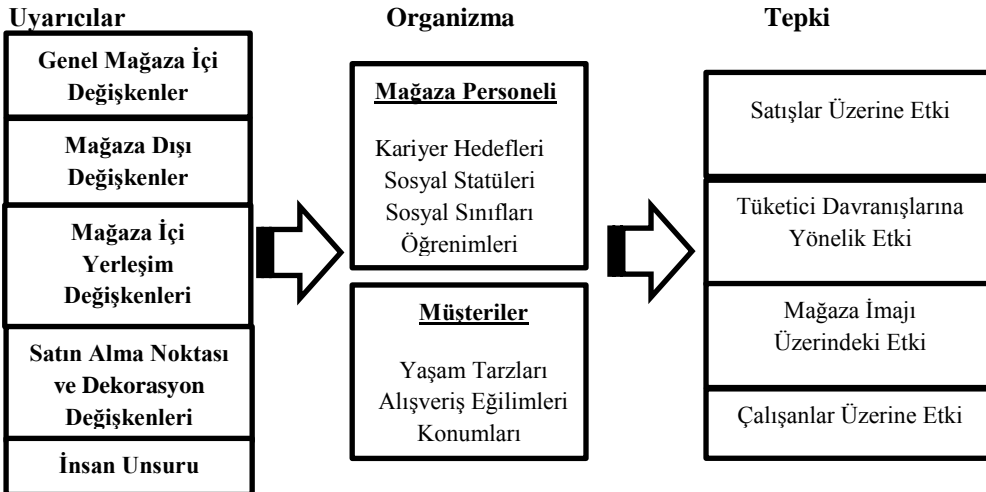 Uyarıcılar
Genel Mağaza İçi
Değişkenler
Mağaza Dışı
Değişkenler
Mağaza İçi
Yerleşim
Değişkenleri
Satın Alma Noktası
ve Dekorasyon
Değişkenleri
İnsan Unsuru
Organizma
Mağaza Personeli
Kariyer Hedefleri
Sosyal Statüleri
Sosyal Sınıfları
Öğrenimleri
Müşteriler
Yaşam Tarzları
Alışveriş Eğilimleri
Konumları
Tepki
Satışlar Üzerine Etki
Tüketici Davranışlarına
Yönelik Etki
Mağaza İmajı
Üzerindeki Etki
Çalışanlar Üzerine Etki